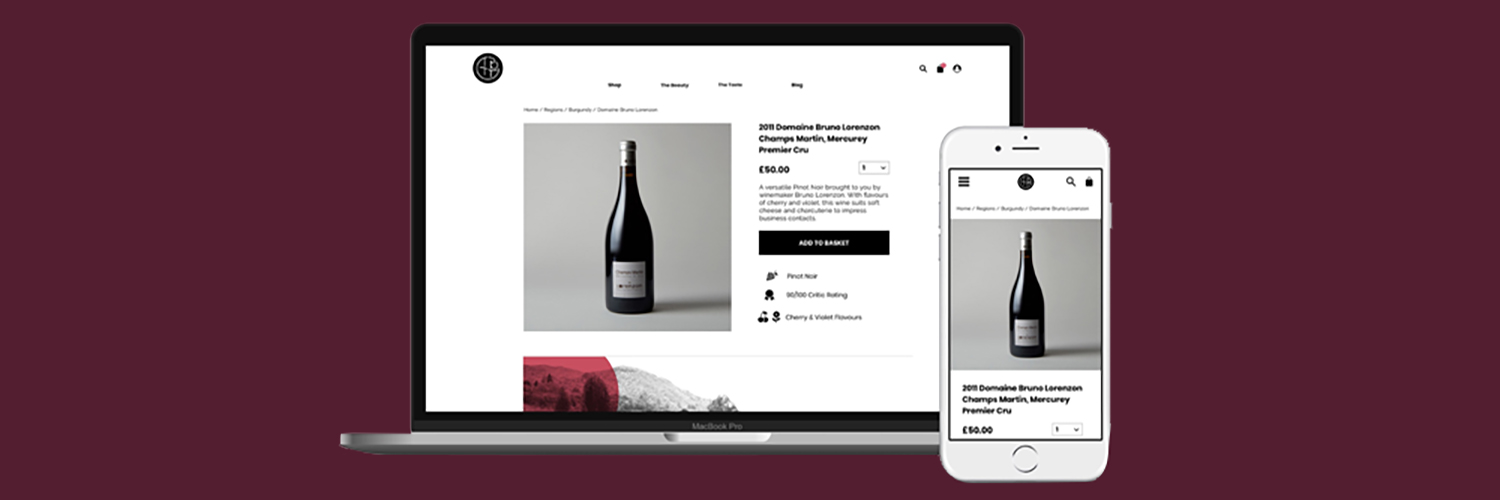 Shop The Beauty The Taste Blog
Home / Regions / Burgundy / Domaine Bruno Lorenzon
2011 Domaine Bruno Lorenzon
Champs Martin, Mercurey
Premier Cru
£50.00 1
A versatile Pinot Noir brought to you by
winemaker Bruno Lorenzon. With flavours
of cherry and violet, this wine suits soft
cheese and charcuterie to impress
business contacts.
ADD TO BASKET
Pinot Noir
90/100 Critic Rating
Cherry & Violet Flavours
MacBook Pro
Home / Regions / Burgundy / Domaine Bruno Lorenzon
2011 Domaine Bruno Lorenzon
Champs Martin, Mercurey
Premier Cru
£50.00 1